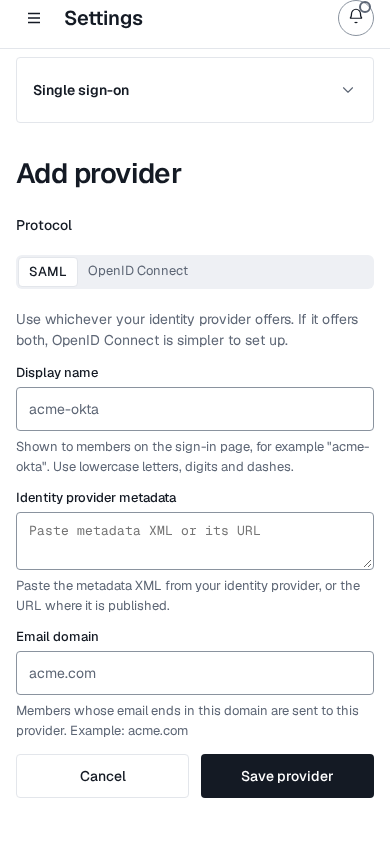 Settings
Single sign-on
Add provider
Protocol
SAML
OpenID Connect
Use whichever your identity provider offers. If it offers
both, OpenID Connect is simpler to set up.
Display name
acme-okta
Shown to members on the sign-in page, for example "acme-
okta". Use lowercase letters, digits and dashes.
Identity provider metadata
Paste metadata XML or its URL
Paste the metadata XML from your identity provider, or the
URL where it is published.
Email domain
acme.com
Members whose email ends in this domain are sent to this
provider. Example: acme.com
Cancel
Save provider